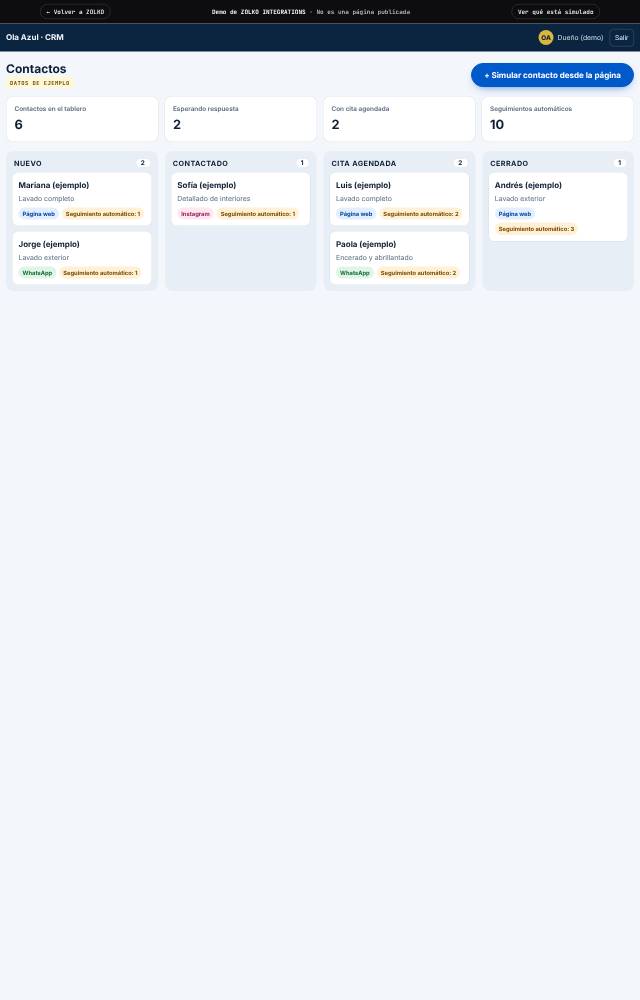 ← Volver a ZOLKO
Demo de ZOLKO INTEGRATIONS · No es una página publicada
Ver qué está simulado
Ola Azul · CRM
OA
Dueño (demo)
Salir
Contactos
DATOS DE EJEMPLO
+ Simular contacto desde la página
Contactos en el tablero
6
Esperando respuesta
2
Con cita agendada
2
Seguimientos automáticos
10
NUEVO 2
Mariana (ejemplo)
Lavado completo
Página web Seguimiento automático: 1
Jorge (ejemplo)
Lavado exterior
WhatsApp Seguimiento automático: 1
CONTACTADO 1
Sofía (ejemplo)
Detallado de interiores
Instagram Seguimiento automático: 1
CITA AGENDADA 2
Luis (ejemplo)
Lavado completo
Página web Seguimiento automático: 2
Paola (ejemplo)
Encerado y abrillantado
WhatsApp Seguimiento automático: 2
CERRADO 1
Andrés (ejemplo)
Lavado exterior
Página web
Seguimiento automático: 3